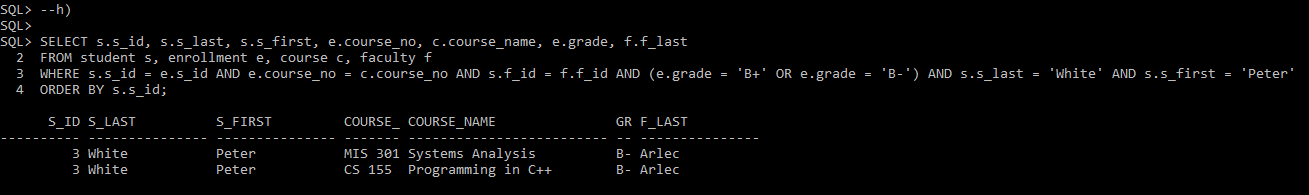 SQL> --h)
SQL>
SQL> SELECT s.s_id, s.s_last, s.s_first, e.course_no, c.course_name, e.grade, f.f_last
  2  FROM student s, enrollment e, course c, faculty f
  3  WHERE s.s_id = e.s_id AND e.course_no = c.course_no AND s.f_id = f.f_id AND (e.grade = 'B+' OR e.grade = 'B-') AND s.s_last = 'White' AND s.s_first = 'Peter'
  4  ORDER BY s.s_id;
      S_ID S_LAST          S_FIRST         COURSE_ COURSE_NAME               GR F_LAST
---------- --------------- --------------- ------- ------------------------- -- ---------------
         3 White           Peter           MIS 301 Systems Analysis          B- Arlec
         3 White           Peter           CS 155  Programming in C++        B- Arlec